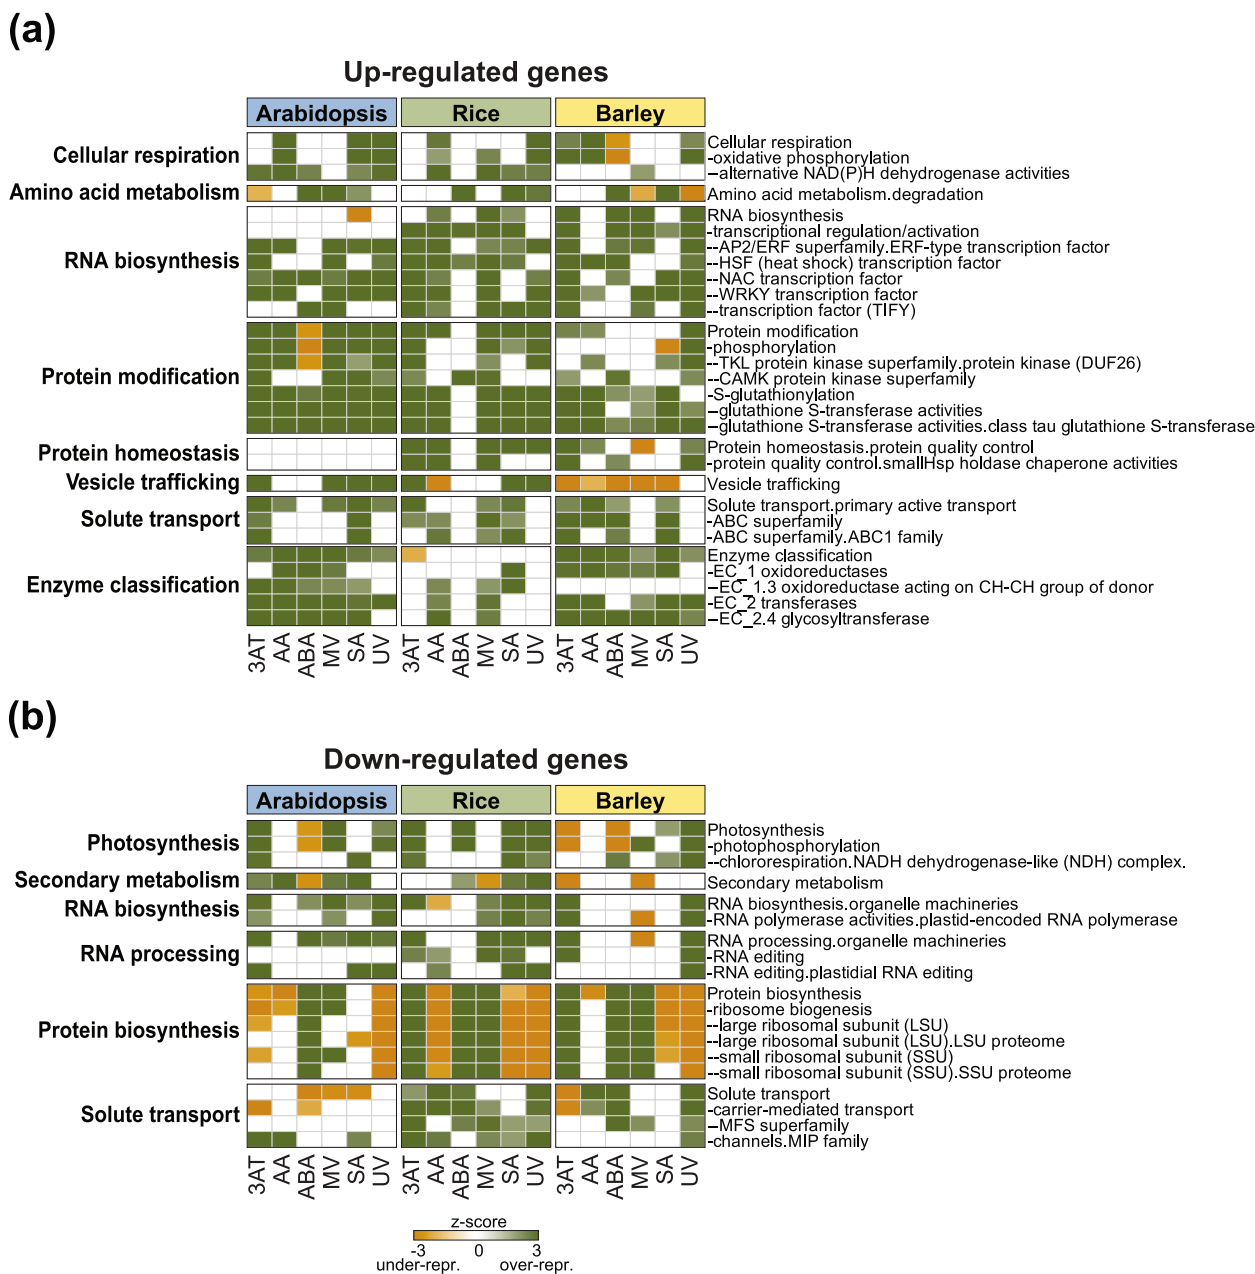 (a)
Up-regulated genes
Arabidopsis Rice Barley
Cellular respiration
Cellular respiration
-oxidative phosphorylation
--alternative NAD(P)H dehydrogenase activities
Amino acid metabolism
Amino acid metabolism.degradation
RNA biosynthesis
RNA biosynthesis
-transcriptional regulation/activation
--AP2/ERF superfamily.ERF-type transcription factor
--HSF (heat shock) transcription factor
--NAC transcription factor
--WRKY transcription factor
--transcription factor (TIFY)
Protein modification
Protein modification
-phosphorylation
--TKL protein kinase superfamily.protein kinase (DUF26)
--CAMK protein kinase superfamily
-S-glutathionylation
--glutathione S-transferase activities
--glutathione S-transferase activities.class tau glutathione S-transferase
Protein homeostasis
Protein homeostasis.protein quality control
-protein quality control.smallHsp holdase chaperone activities
Vesicle trafficking
Vesicle trafficking
Solute transport
Solute transport.primary active transport
-ABC superfamily
--ABC superfamily.ABC1 family
Enzyme classification
Enzyme classification
-EC_1 oxidoreductases
--EC_1.3 oxidoreductase acting on CH-CH group of donor
-EC_2 transferases
--EC_2.4 glycosyltransferase
3AT AA ABA MV SA UV 3AT AA ABA MV SA UV 3AT AA ABA MV SA UV
(b)
Down-regulated genes
Arabidopsis Rice Barley
Photosynthesis
Photosynthesis
-photophosphorylation
--chlororespiration.NADH dehydrogenase-like (NDH) complex.
Secondary metabolism
Secondary metabolism
RNA biosynthesis
RNA biosynthesis.organelle machineries
-RNA polymerase activities.plastid-encoded RNA polymerase
RNA processing
RNA processing.organelle machineries
-RNA editing
-RNA editing.plastidial RNA editing
Protein biosynthesis
Protein biosynthesis
-ribosome biogenesis
--large ribosomal subunit (LSU)
--large ribosomal subunit (LSU).LSU proteome
--small ribosomal subunit (SSU)
--small ribosomal subunit (SSU).SSU proteome
Solute transport
Solute transport
-carrier-mediated transport
--MFS superfamily
-channels.MIP family
3AT AA ABA MV SA UV 3AT AA ABA MV SA UV 3AT AA ABA MV SA UV
z-score
-3 0 3
under-repr. over-repr.